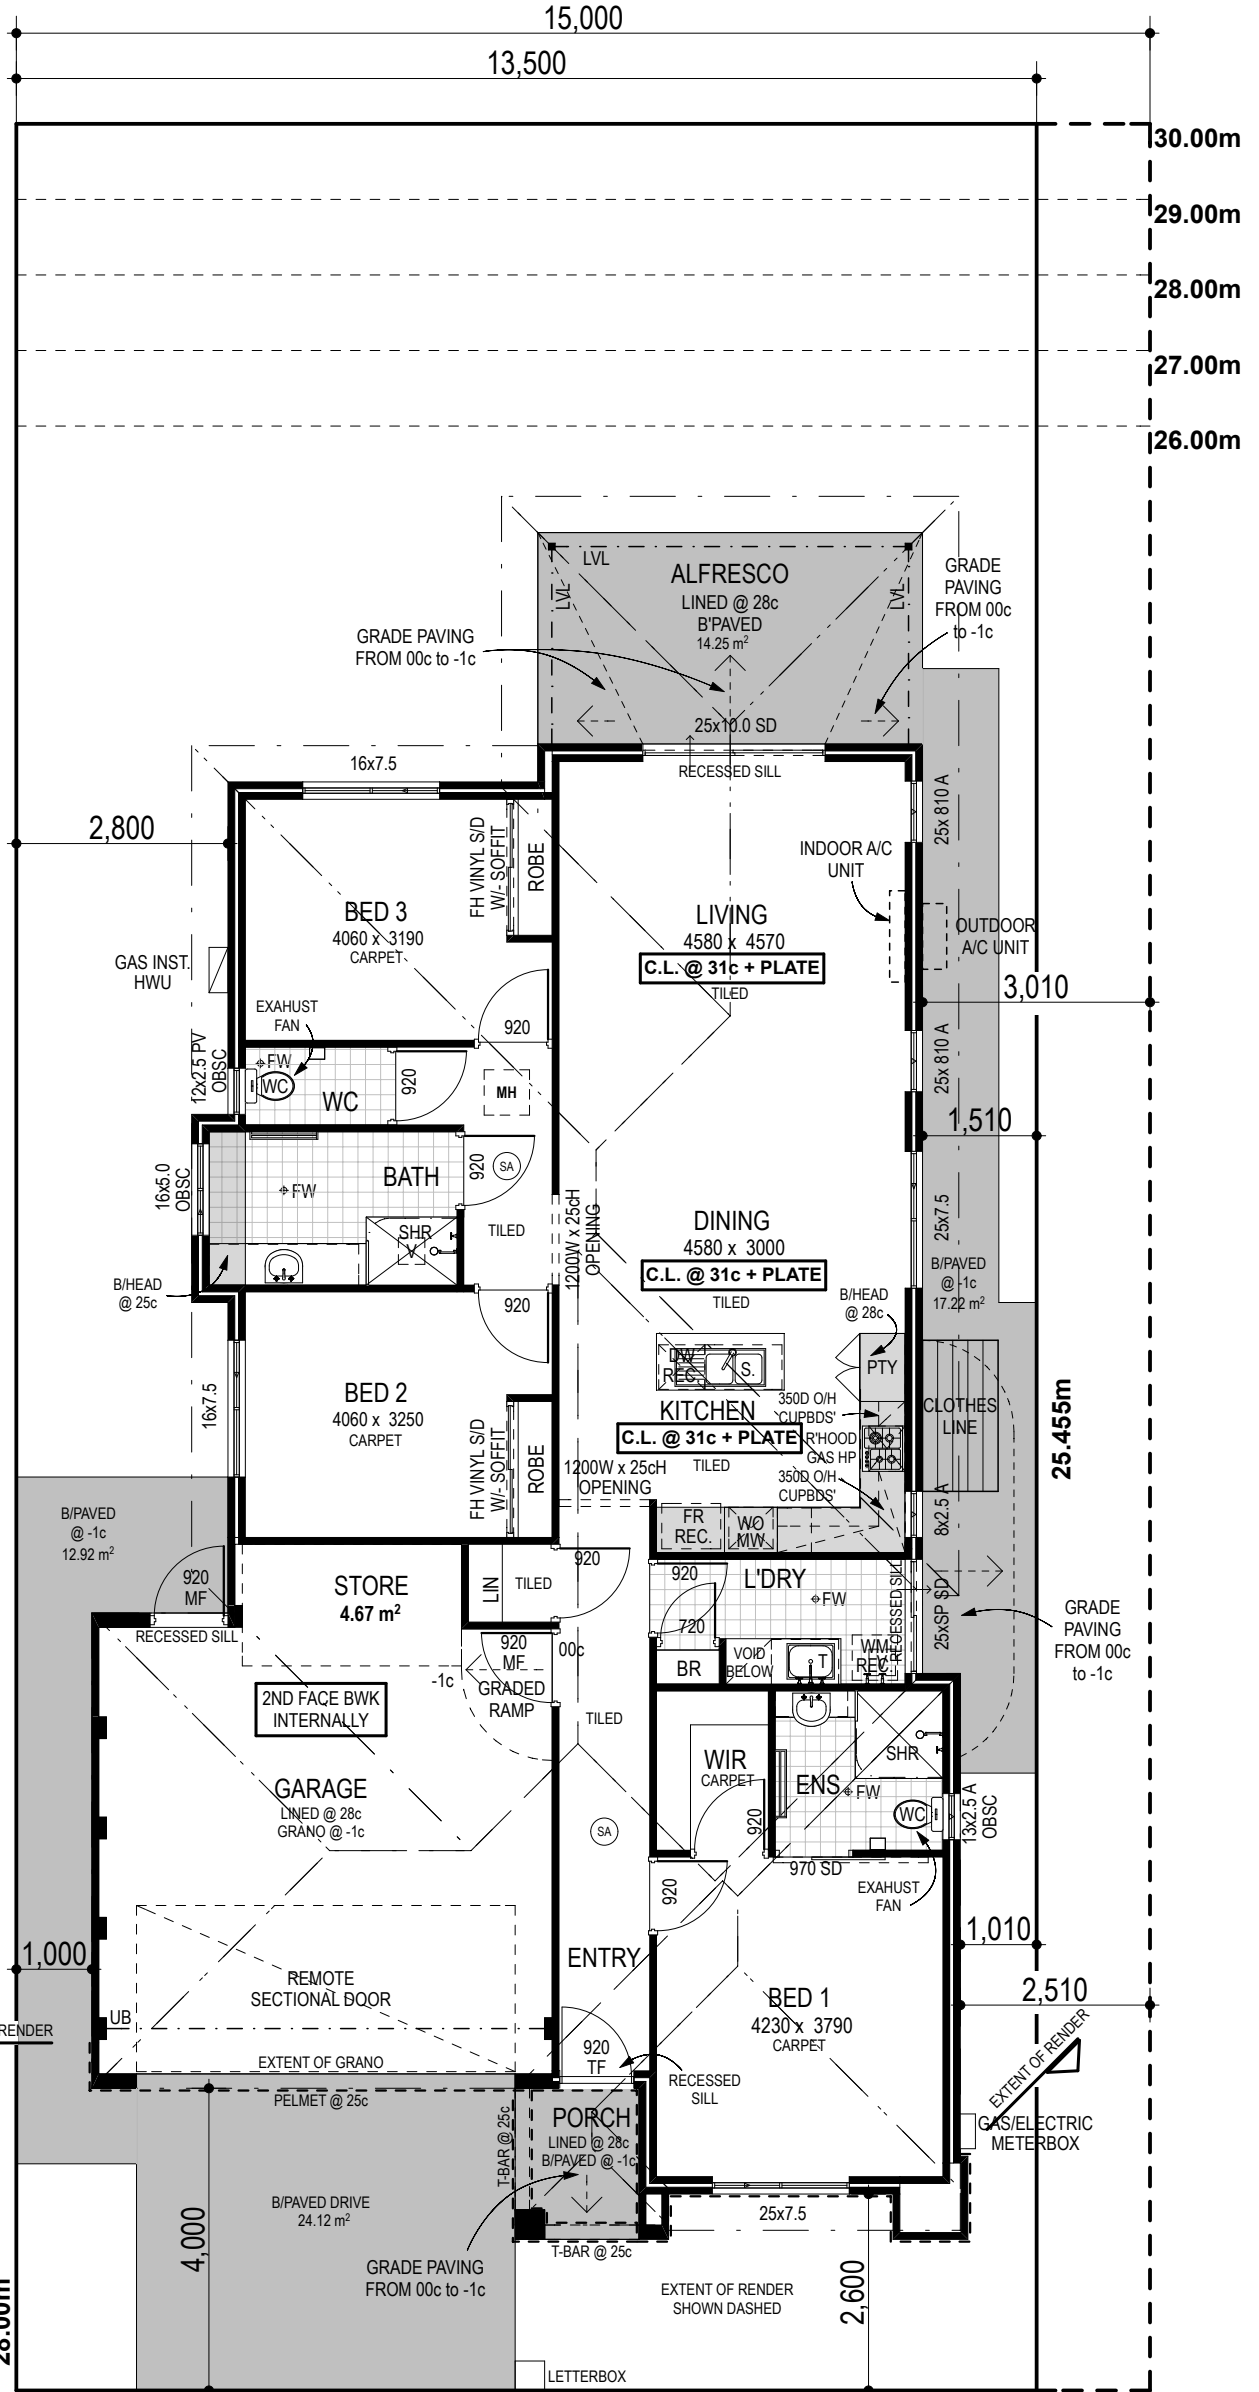 15,000
13,500
30.00m
29.00m
28.00m
27.00m
26.00m
LVL
ALFRESCO
LINED @ 28c
B'PAVED
14.25 m²
LVL
LVL
GRADE
PAVING
FROM 00c
to -1c
GRADE PAVING
FROM 00c to -1c
25x10.0 SD
RECESSED SILL
16x7.5
2,800
FH VINYL S/D
W/- SOFFIT
ROBE
25x 810 A
INDOOR A/C
UNIT
BED 3
4060 x 3190
CARPET
LIVING
4580 x 4570
C.L. @ 31c + PLATE
TILED
OUTDOOR
A/C UNIT
GAS INST.
HWU
3,010
EXAHUST
FAN
920
12x2.5 PV
OBSC
FW
WC
WC
920
MH
25x 810 A
1,510
16x5.0
OBSC
BATH
FW
920
SA
SHR
V
TILED
1200W x 25cH
OPENING
DINING
4580 x 3000
C.L. @ 31c + PLATE
TILED
25x7.5
B/PAVED
@ -1c
17.22 m²
B/HEAD
@ 25c
B/HEAD
@ 28c
920
DW
REC.
S.
PTY
16x7.5
BED 2
4060 x 3250
CARPET
FH VINYL S/D
W/- SOFFIT
ROBE
KITCHEN
C.L. @ 31c + PLATE
TILED
350D O/H
CUPBDS'
R'HOOD
GAS HP
350D O/H
CUPBDS'
CLOTHES
LINE
25.455m
1200W x 25cH
OPENING
FR
REC.
WO
MW
8x2.5 A
B/PAVED
@ -1c
12.92 m²
920
MF
RECESSED SILL
STORE
4.67 m²
LIN
TILED
920
920
L'DRY
FW
720
RECESSED SILL
25xSP SD
GRADE
PAVING
FROM 00c
to -1c
920
MF
00c
-1c
GRADED
RAMP
BR
VOID
BELOW
T
WM
REC
V
2ND FACE BWK
INTERNALLY
TILED
WIR
CARPET
920
ENS
FW
SHR
WC
13x2.5 A
OBSC
GARAGE
LINED @ 28c
GRANO @ -1c
SA
970 SD
EXAHUST
FAN
920
1,000
ENTRY
1,010
REMOTE
SECTIONAL DOOR
2,510
BED 1
4230 x 3790
CARPET
UB
RENDER
920
TF
EXTENT OF GRANO
RECESSED
SILL
EXTENT OF RENDER
PELMET @ 25c
T-BAR @ 25c
PORCH
LINED @ 28c
B/PAVED @ -1c
GAS/ELECTRIC
METERBOX
B/PAVED DRIVE
24.12 m²
25x7.5
T-BAR @ 25c
4,000
GRADE PAVING
FROM 00c to -1c
EXTENT OF RENDER
SHOWN DASHED
2,600
28.00m
LETTERBOX